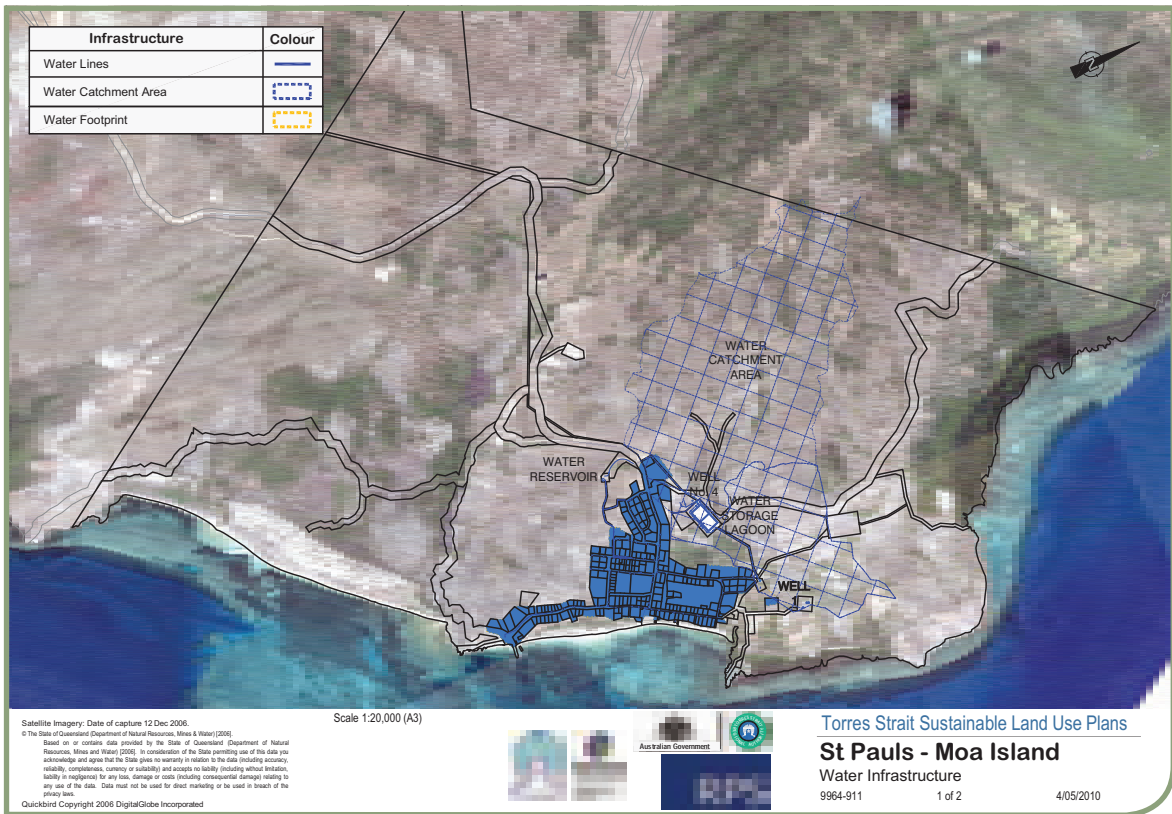 Infrastructure Colour
Water Lines
Water Catchment Area
Water Footprint
WATER
CATCHMENT
AREA
WATER
RESERVOIR
WELL
No. 4
WATER
STORAGE
LAGOON
WELL
1
Satellite Imagery: Date of capture 12 Dec 2006.
© The State of Queensland (Department of Natural Resources, Mines & Water) [2006].
Based on or contains data provided by the State of Queensland (Department of Natural
Resources, Mines and Water) [2006]. In consideration of the State permitting use of this data you
acknowledge and agree that the State gives no warranty in relation to the data (including accuracy,
reliability, completeness, currency or suitability) and accepts no liability (including without limitation,
liability in negligence) for any loss, damage or costs (including consequential damage) relating to
any use of the data. Data must not be used for direct marketing or be used in breach of the
privacy laws.
Quickbird Copyright 2006 DigitalGlobe Incorporated
Scale 1:20,000 (A3)
Australian Government
RPS
Torres Strait Sustainable Land Use Plans
St Pauls - Moa Island
Water Infrastructure
9964-911 1 of 2 4/05/2010